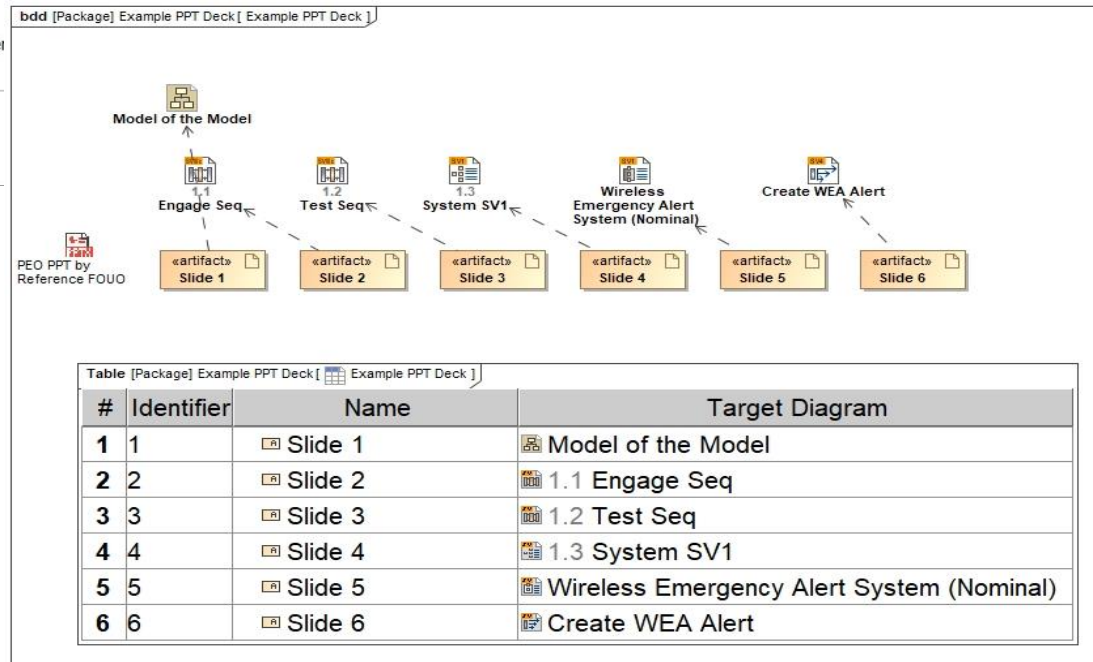 bdd [Package] Example PPT Deck [ Example PPT Deck ]
Model of the Model
1.1
Engage Seq
1.2
Test Seq
1.3
System SV1
Wireless
Emergency Alert
System (Nominal)
Create WEA Alert
PPTX
PEO PPT by
Reference FOUO
«artifact»
Slide 1
«artifact»
Slide 2
«artifact»
Slide 3
«artifact»
Slide 4
«artifact»
Slide 5
«artifact»
Slide 6
Table [Package] Example PPT Deck [ Example PPT Deck ]
# Identifier Name Target Diagram
1 1 Slide 1 Model of the Model
2 2 Slide 2 1.1 Engage Seq
3 3 Slide 3 1.2 Test Seq
4 4 Slide 4 1.3 System SV1
5 5 Slide 5 Wireless Emergency Alert System (Nominal)
6 6 Slide 6 Create WEA Alert